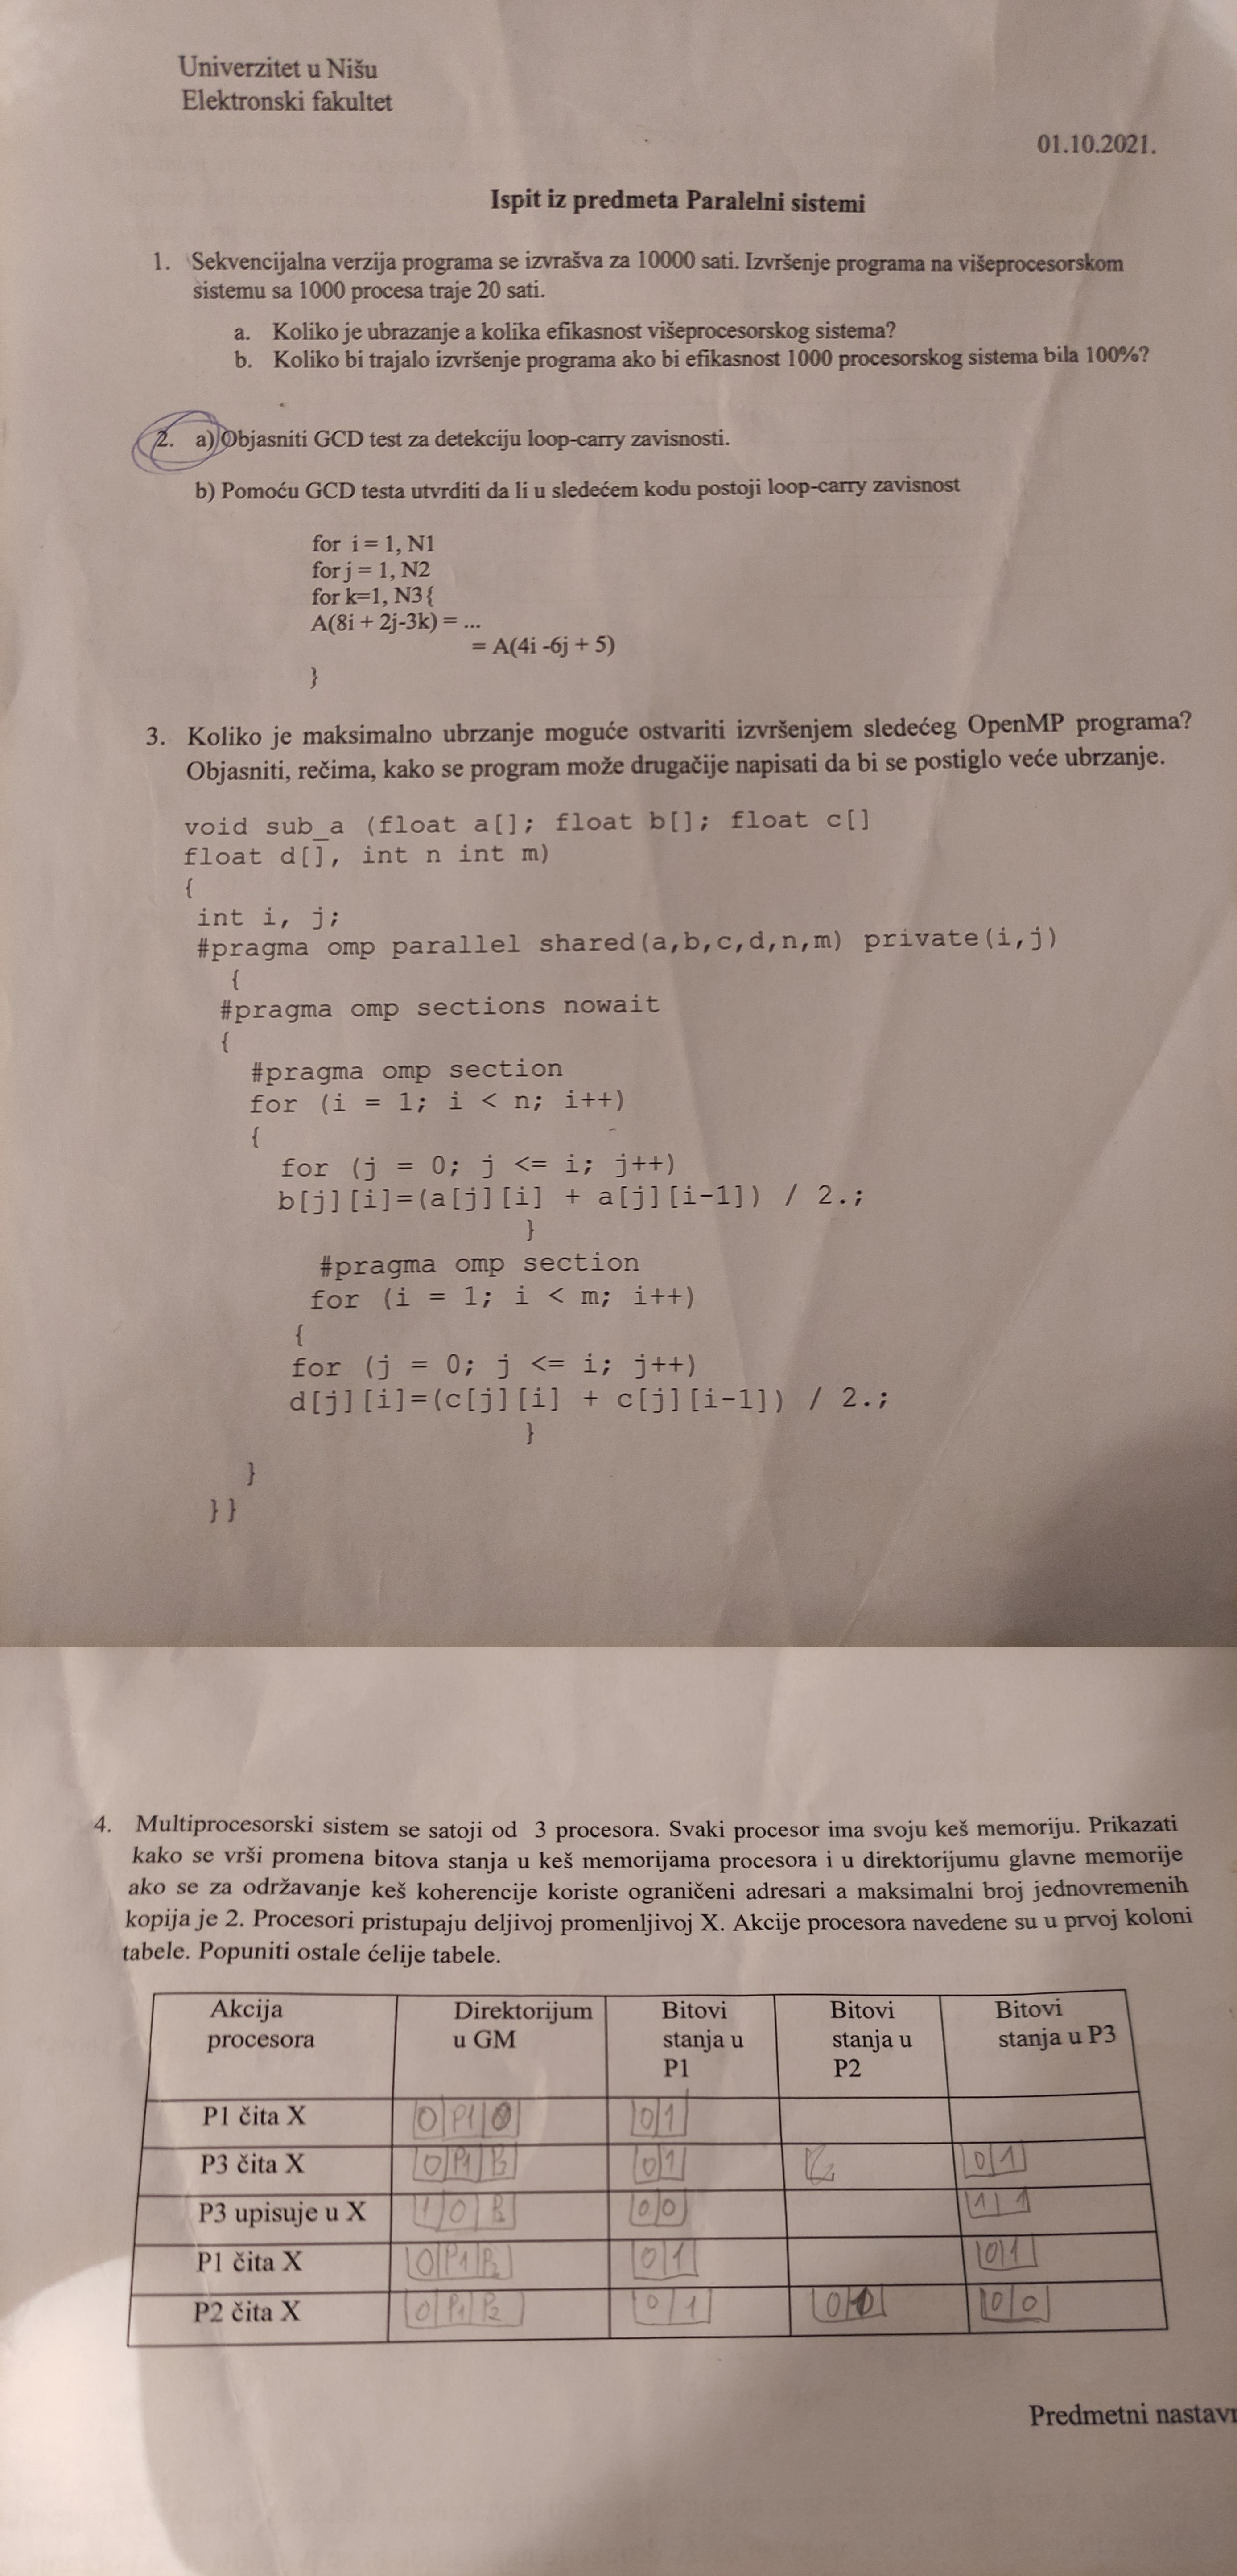 Univerzitet u Nišu
Elektronski fakultet
01.10.2021.
Ispit iz predmeta Paralelni sistemi
1. Sekvencijalna verzija programa se izvrašva za 10000 sati. Izvršenje programa na višeprocesorskom
sistemu sa 1000 procesa traje 20 sati.
a. Koliko je ubrazanje a kolika efikasnost višeprocesorskog sistema?
b. Koliko bi trajalo izvršenje programa ako bi efikasnost 1000 procesorskog sistema bila 100%?
2. a) Objasniti GCD test za detekciju loop-carry zavisnosti.
b) Pomoću GCD testa utvrditi da li u sledećem kodu postoji loop-carry zavisnost
for i = 1, N1
for j = 1, N2
for k=1, N3{
A(8i + 2j-3k) = ...
= A(4i -6j + 5)
}
3. Koliko je maksimalno ubrzanje moguće ostvariti izvršenjem sledećeg OpenMP programa?
Objasniti, rečima, kako se program može drugačije napisati da bi se postiglo veće ubrzanje.
void sub_a (float a[]; float b[]; float c[]
float d[], int n int m)
{
int i, j;
#pragma omp parallel shared(a,b,c,d,n,m) private(i,j)
{
#pragma omp sections nowait
{
#pragma omp section
for (i = 1; i < n; i++)
{
for (j = 0; j <= i; j++)
b[j][i]=(a[j][i] + a[j][i-1]) / 2.;
}
#pragma omp section
for (i = 1; i < m; i++)
{
for (j = 0; j <= i; j++)
d[j][i]=(c[j][i] + c[j][i-1]) / 2.;
}
}
}}
4. Multiprocesorski sistem se satoji od 3 procesora. Svaki procesor ima svoju keš memoriju. Prikazati
kako se vrši promena bitova stanja u keš memorijama procesora i u direktorijumu glavne memorije
ako se za održavanje keš koherencije koriste ograničeni adresari a maksimalni broj jednovremenih
kopija je 2. Procesori pristupaju deljivoj promenljivoj X. Akcije procesora navedene su u prvoj koloni
tabele. Popuniti ostale ćelije tabele.
Akcija procesora Direktorijum u GM Bitovi stanja u P1 Bitovi stanja u P2 Bitovi stanja u P3
P1 čita X 0 P1 0 0 1
P3 čita X 0 P1 P3 0 1 0 1
P3 upisuje u X 1 0 P3 0 0 1 1
P1 čita X 0 P1 P3 0 1 0 1
P2 čita X 0 P1 P2 0 1 0 0 0
Predmetni nastavn